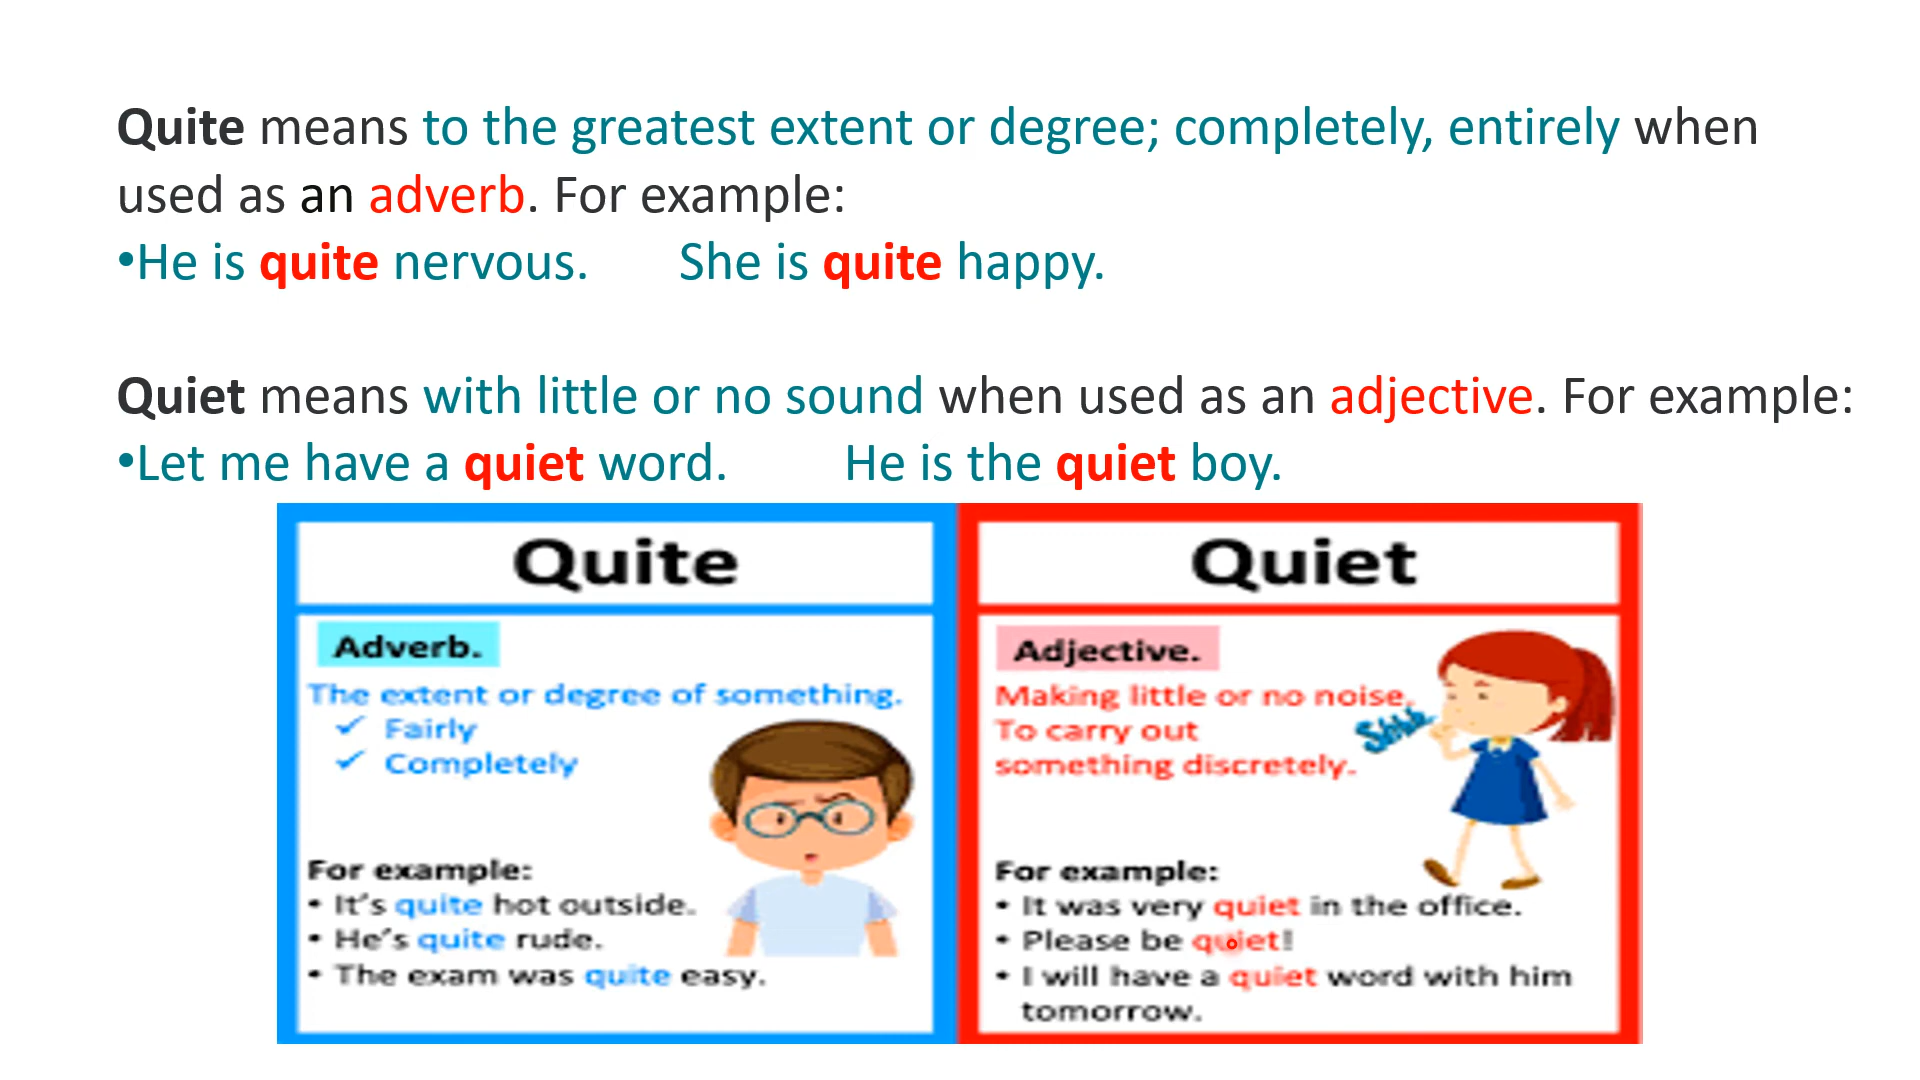 Quite means to the greatest extent or degree; completely, entirely when
used as an adverb. For example:
•He is quite nervous. She is quite happy.
Quiet means with little or no sound when used as an adjective. For example:
•Let me have a quiet word. He is the quiet boy.
Quite
Adverb.
The extent or degree of something.
✓ Fairly
✓ Completely
For example:
• It's quite hot outside.
• He's quite rude.
• The exam was quite easy.
Quiet
Adjective.
Making little or no noise,
To carry out
something discretely.
Shhh
For example:
• It was very quiet in the office.
• Please be quiet!
• I will have a quiet word with him
tomorrow.